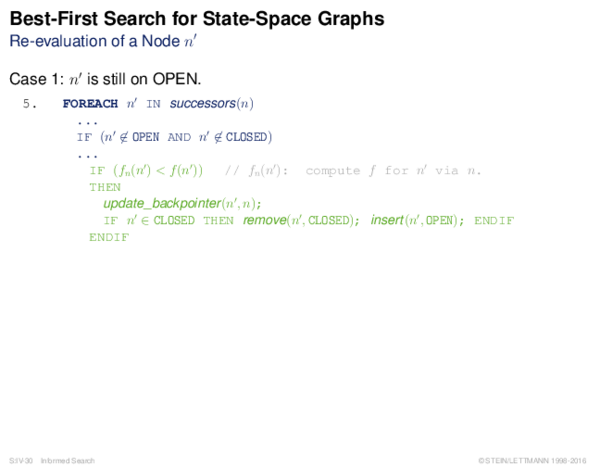 Best-First Search for State-Space Graphs
Re-evaluation of a Node n′
Case 1: n′ is still on OPEN.
5. FOREACH n′ IN successors(n)
...
IF (n′ ∉ OPEN AND n′ ∉ CLOSED)
...
IF (fₙ(n′) < f(n′)) // fₙ(n′): compute f for n′ via n.
THEN
update_backpointer(n′, n);
IF n′ ∈ CLOSED THEN remove(n′, CLOSED); insert(n′, OPEN); ENDIF
ENDIF
S:IV-30 Informed Search © STEIN/LETTMANN 1998-2016